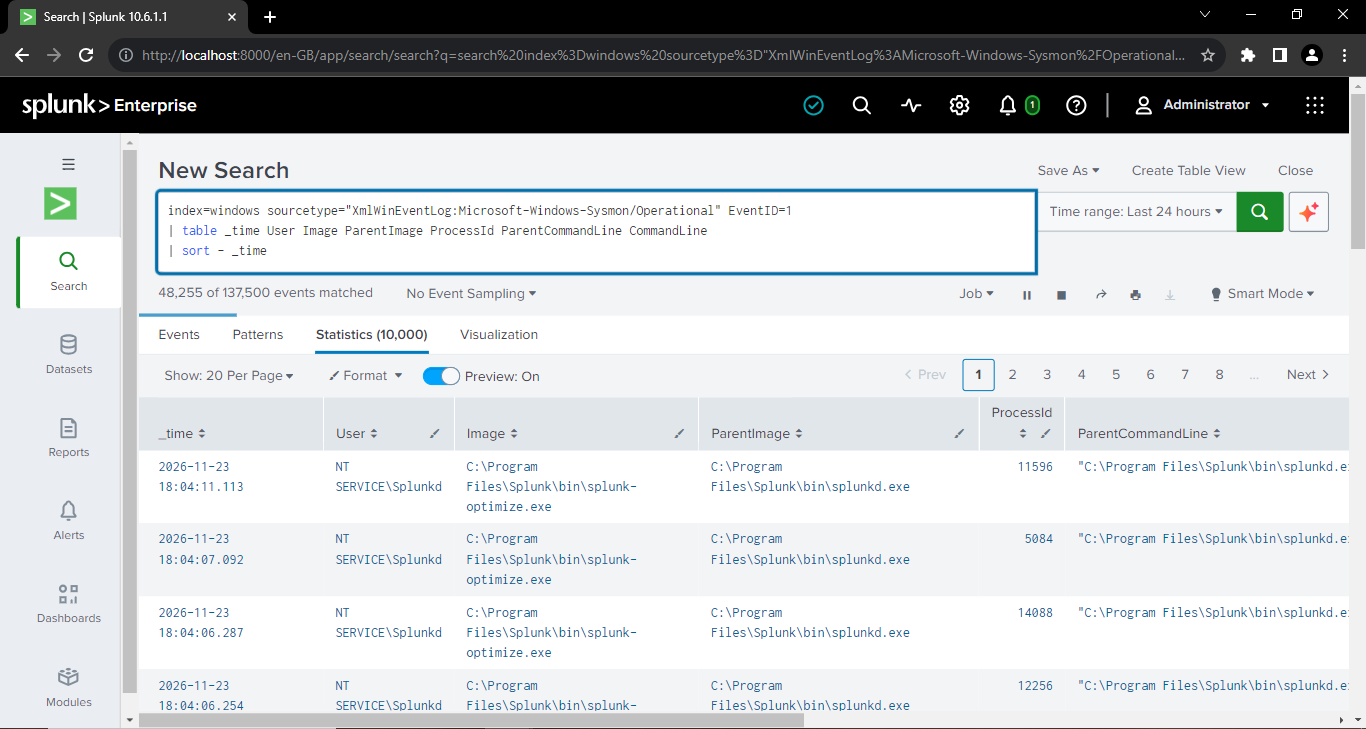 Search | Splunk 10.6.1.1
http://localhost:8000/en-GB/app/search/search?q=search%20index%3Dwindows%20sourcetype%3D"XmlWinEventLog%3AMicrosoft-Windows-Sysmon%2FOperational...
splunk>Enterprise
1
Administrator
New Search
Save As
Create Table View
Close
index=windows sourcetype="XmlWinEventLog:Microsoft-Windows-Sysmon/Operational" EventID=1
| table _time User Image ParentImage ProcessId ParentCommandLine CommandLine
| sort - _time
Time range: Last 24 hours
48,255 of 137,500 events matched
No Event Sampling
Job
Smart Mode
Search
Datasets
Reports
Alerts
Dashboards
Modules
Events
Patterns
Statistics (10,000)
Visualization
Show: 20 Per Page
Format
Preview: On
< Prev 1 2 3 4 5 6 7 8 ... Next >
_time User Image ParentImage ProcessId ParentCommandLine
2026-11-23 NT C:\Program C:\Program 11596 "C:\Program Files\Splunk\bin\splunkd.e
18:04:11.113 SERVICE\Splunkd Files\Splunk\bin\splunk- Files\Splunk\bin\splunkd.exe
optimize.exe
2026-11-23 NT C:\Program C:\Program 5084 "C:\Program Files\Splunk\bin\splunkd.e
18:04:07.092 SERVICE\Splunkd Files\Splunk\bin\splunk- Files\Splunk\bin\splunkd.exe
optimize.exe
2026-11-23 NT C:\Program C:\Program 14088 "C:\Program Files\Splunk\bin\splunkd.e
18:04:06.287 SERVICE\Splunkd Files\Splunk\bin\splunk- Files\Splunk\bin\splunkd.exe
optimize.exe
2026-11-23 NT C:\Program C:\Program 12256 "C:\Program Files\Splunk\bin\splunkd.e
18:04:06.254 SERVICE\Splunkd Files\Splunk\bin\splunk- Files\Splunk\bin\splunkd.exe